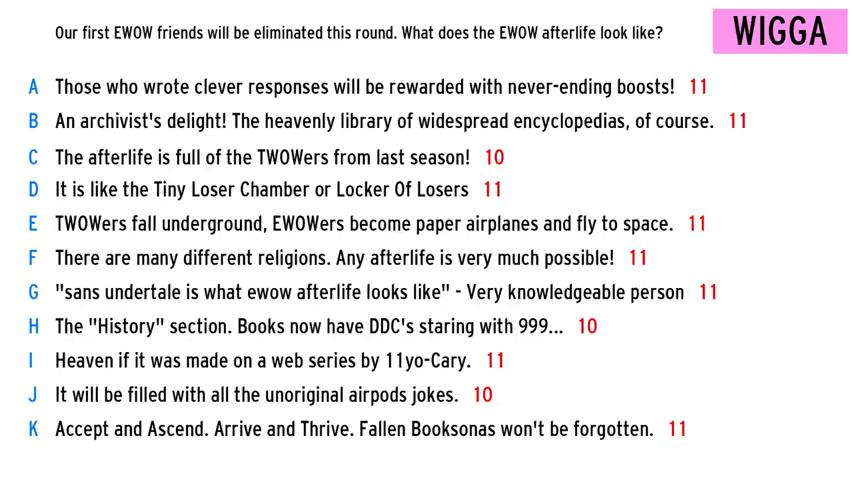 Our first EWOW friends will be eliminated this round. What does the EWOW afterlife look like?
WIGGA
A Those who wrote clever responses will be rewarded with never-ending boosts! 11
B An archivist's delight! The heavenly library of widespread encyclopedias, of course. 11
C The afterlife is full of the TWOWers from last season! 10
D It is like the Tiny Loser Chamber or Locker Of Losers 11
E TWOWers fall underground, EWOWers become paper airplanes and fly to space. 11
F There are many different religions. Any afterlife is very much possible! 11
G "sans undertale is what ewow afterlife looks like" - Very knowledgeable person 11
H The "History" section. Books now have DDC's staring with 999... 10
I Heaven if it was made on a web series by 11yo-Cary. 11
J It will be filled with all the unoriginal airpods jokes. 10
K Accept and Ascend. Arrive and Thrive. Fallen Booksonas won't be forgotten. 11